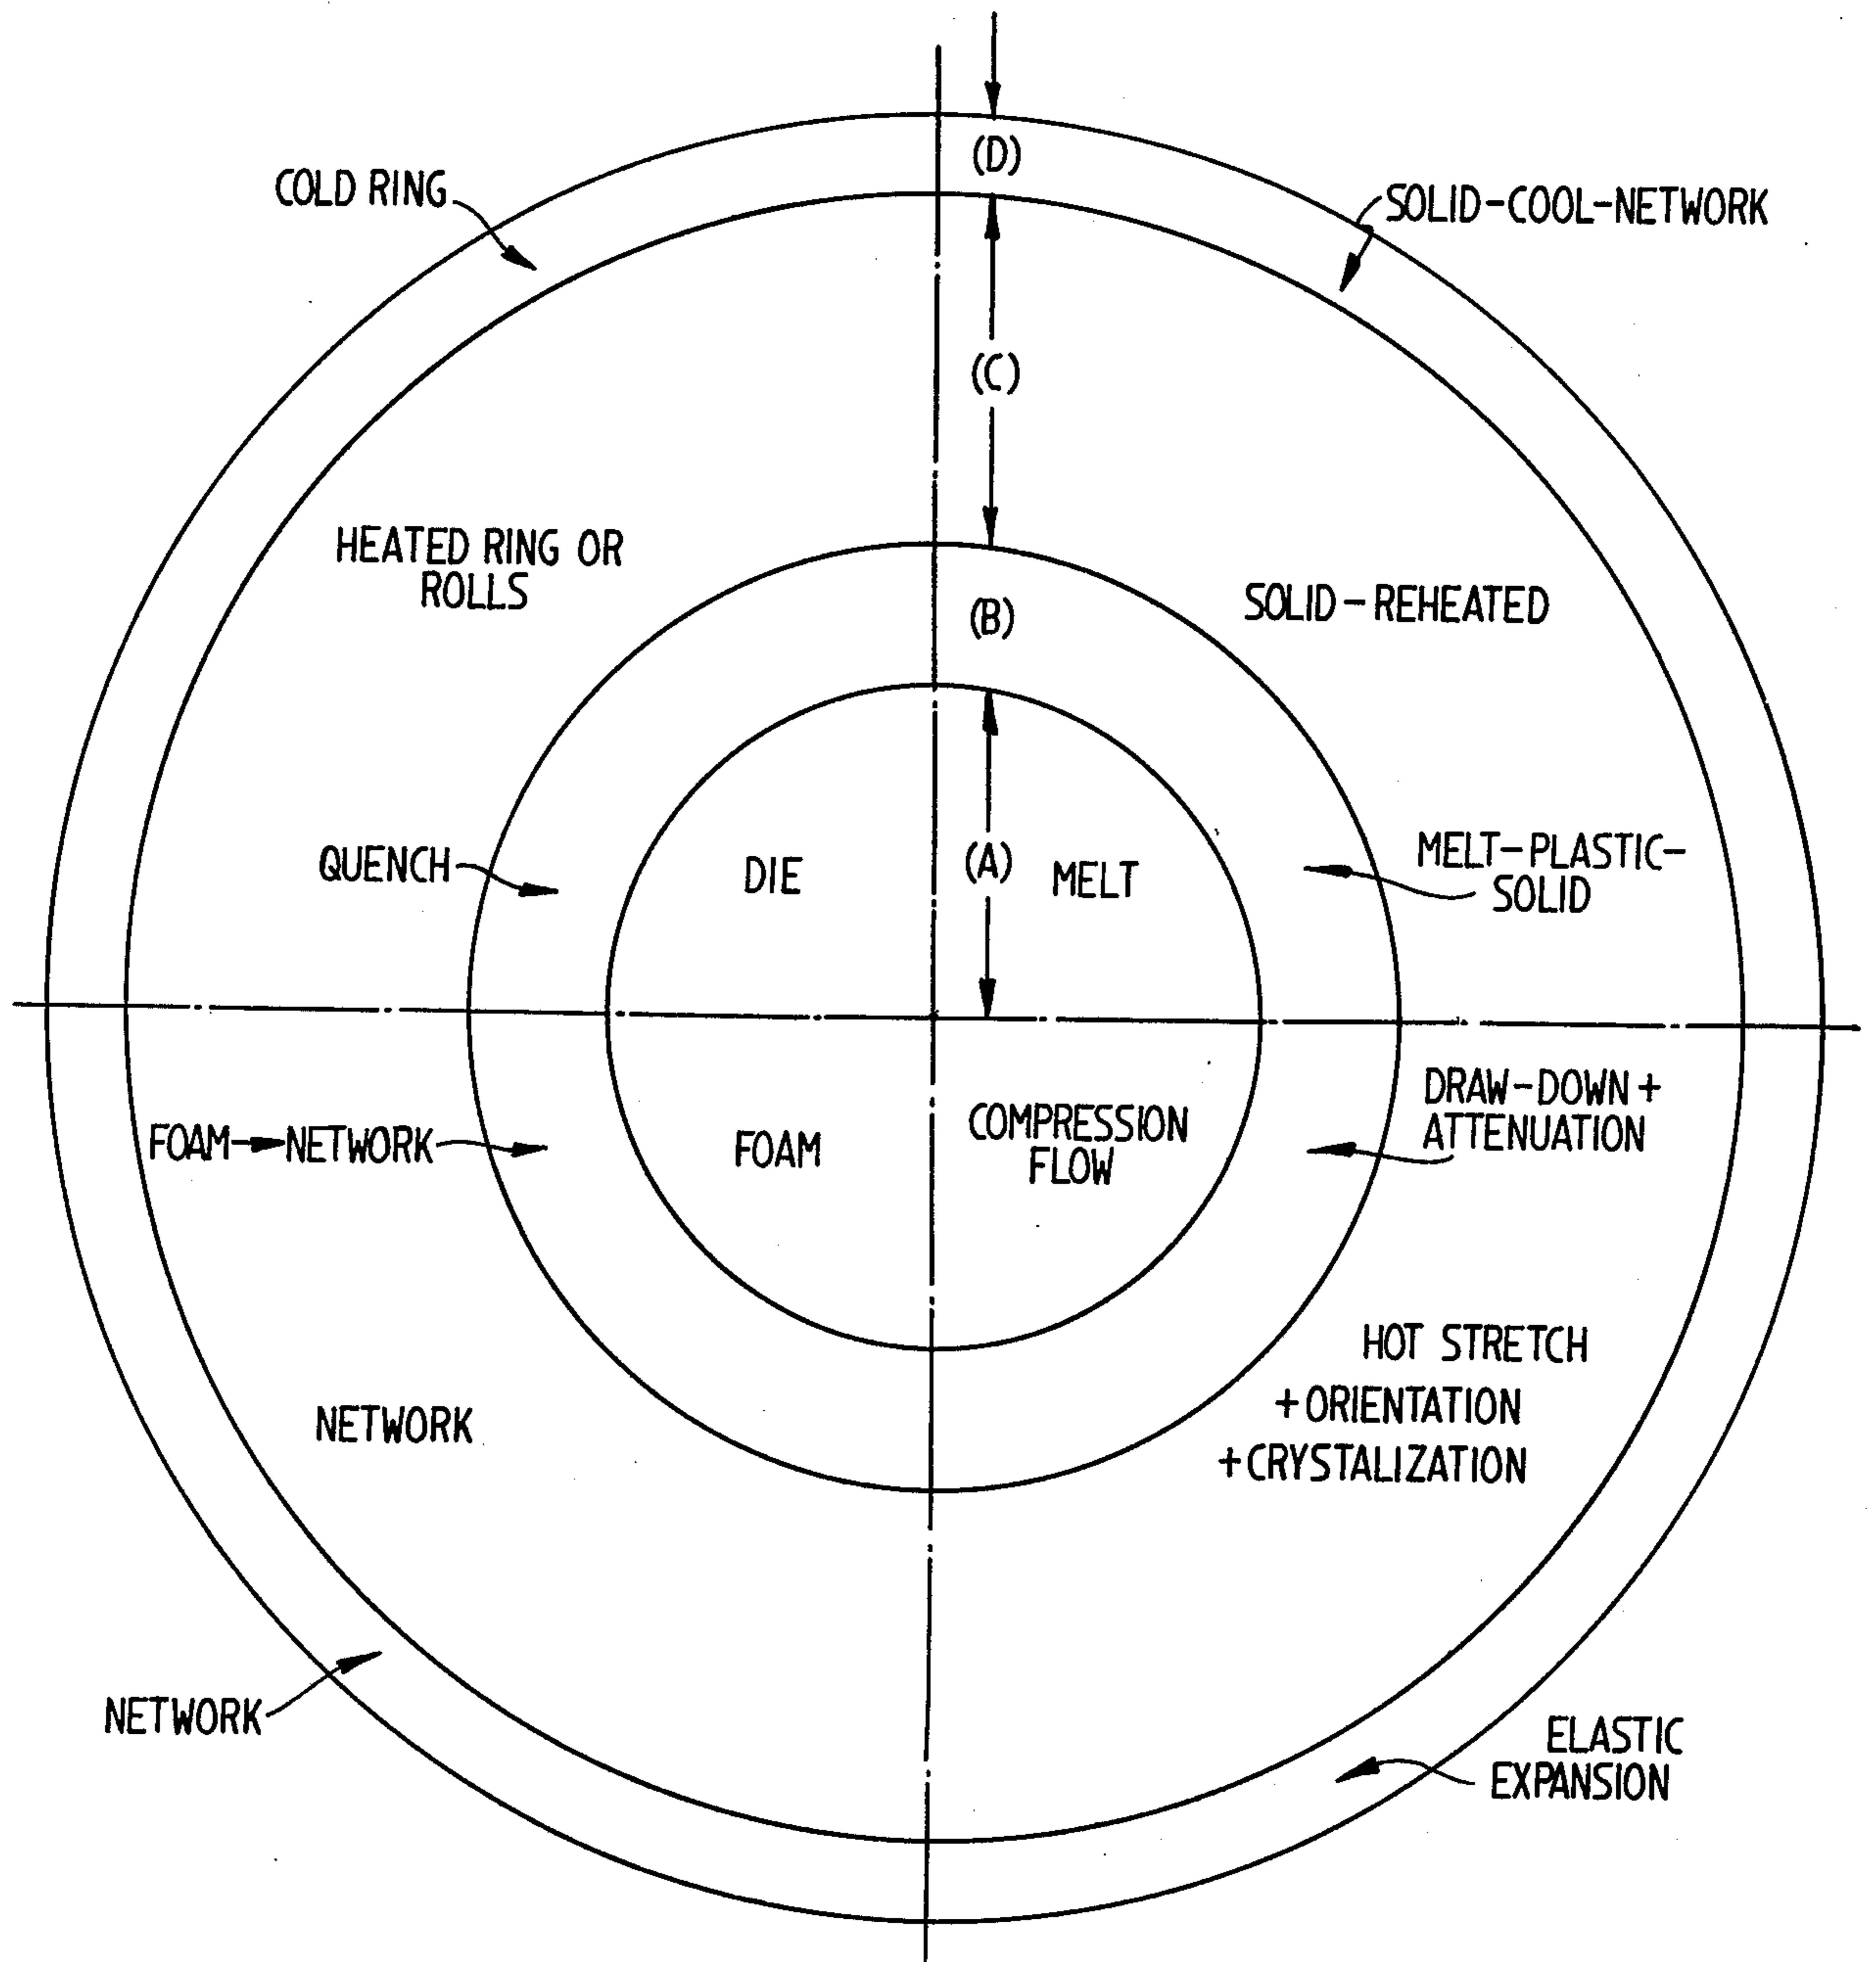 (D)
COLD RING
SOLID-COOL-NETWORK
(C)
HEATED RING OR
ROLLS
(B)
SOLID-REHEATED
QUENCH
DIE
(A)
MELT
MELT-PLASTIC-
SOLID
FOAM→NETWORK
FOAM
COMPRESSION
FLOW
DRAW-DOWN+
ATTENUATION
NETWORK
HOT STRETCH
+ORIENTATION
+CRYSTALIZATION
NETWORK
ELASTIC
EXPANSION